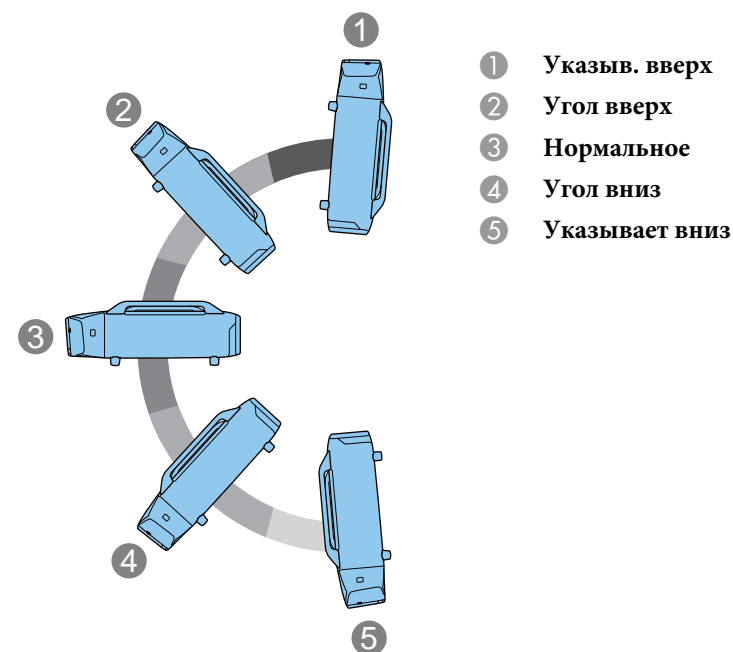 1
2
3
4
5
1 Указыв. вверх
2 Угол вверх
3 Нормальное
4 Угол вниз
5 Указывает вниз